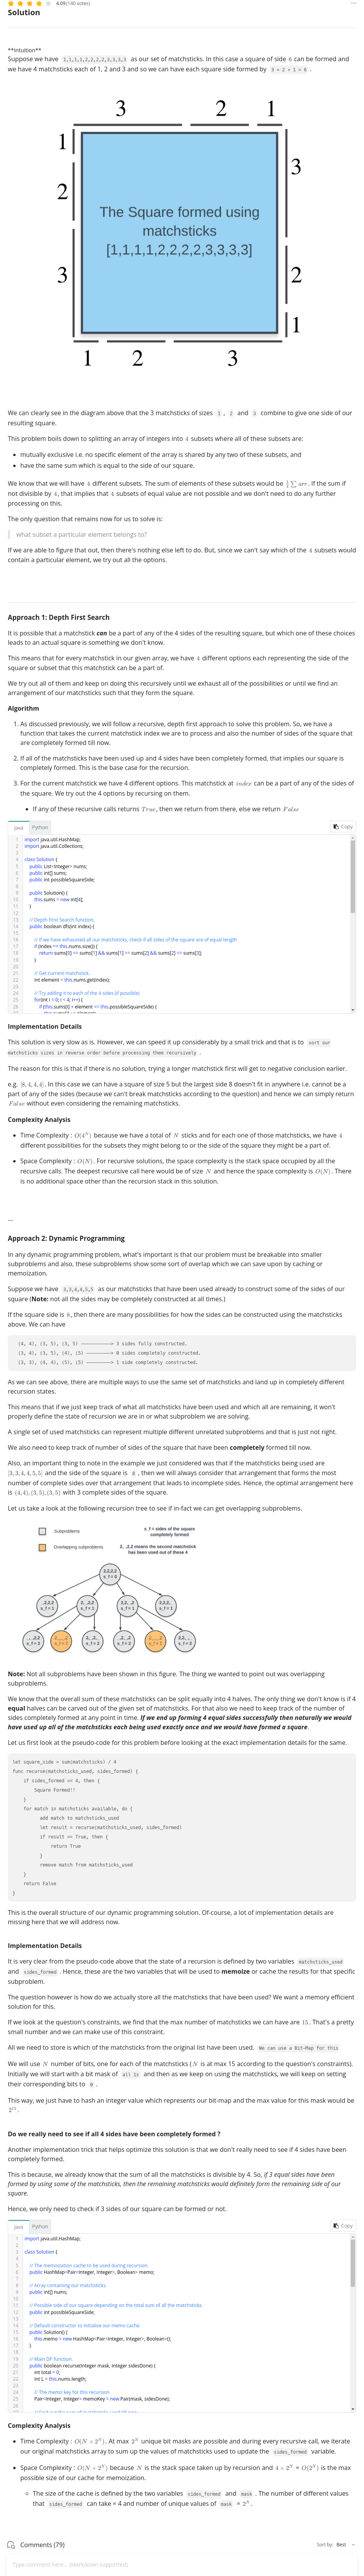 4.09 (140 votes)
Solution
**Intuition**
Suppose we have 1,1,1,1,2,2,2,2,3,3,3,3 as our set of matchsticks. In this case a square of side 6 can be formed and
we have 4 matchsticks each of 1, 2 and 3 and so we can have each square side formed by 3 + 2 + 1 = 6 .
3 2 1
1
2
3
The Square formed using
matchsticks
[1,1,1,1,2,2,2,2,3,3,3,3]
3
2
1
1 2 3
We can clearly see in the diagram above that the 3 matchsticks of sizes 1 , 2 and 3 combine to give one side of our
resulting square.
This problem boils down to splitting an array of integers into 4 subsets where all of these subsets are:
• mutually exclusive i.e. no specific element of the array is shared by any two of these subsets, and
• have the same sum which is equal to the side of our square.
We know that we will have 4 different subsets. The sum of elements of these subsets would be ¼ ∑ arr. If the sum if
not divisible by 4, that implies that 4 subsets of equal value are not possible and we don't need to do any further
processing on this.
The only question that remains now for us to solve is:
what subset a particular element belongs to?
If we are able to figure that out, then there's nothing else left to do. But, since we can't say which of the 4 subsets would
contain a particular element, we try out all the options.
Approach 1: Depth First Search
It is possible that a matchstick can be a part of any of the 4 sides of the resulting square, but which one of these choices
leads to an actual square is something we don't know.
This means that for every matchstick in our given array, we have 4 different options each representing the side of the
square or subset that this matchstick can be a part of.
We try out all of them and keep on doing this recursively until we exhaust all of the possibilities or until we find an
arrangement of our matchsticks such that they form the square.
Algorithm
1. As discussed previously, we will follow a recursive, depth first approach to solve this problem. So, we have a
function that takes the current matchstick index we are to process and also the number of sides of the square that
are completely formed till now.
2. If all of the matchsticks have been used up and 4 sides have been completely formed, that implies our square is
completely formed. This is the base case for the recursion.
3. For the current matchstick we have 4 different options. This matchstick at index can be a part of any of the sides of
the square. We try out the 4 options by recursing on them.
• If any of these recursive calls returns True, then we return from there, else we return False
Java Python Copy
1 import java.util.HashMap;
2 import java.util.Collections;
3
4 class Solution {
5 public List<Integer> nums;
6 public int[] sums;
7 public int possibleSquareSide;
8
9 public Solution() {
10 this.sums = new int[4];
11 }
12
13 // Depth First Search function.
14 public boolean dfs(int index) {
15
16 // If we have exhausted all our matchsticks, check if all sides of the square are of equal length
17 if (index == this.nums.size()) {
18 return sums[0] == sums[1] && sums[1] == sums[2] && sums[2] == sums[3];
19 }
20
21 // Get current matchstick.
22 int element = this.nums.get(index);
23
24 // Try adding it to each of the 4 sides (if possible)
25 for(int i = 0; i < 4; i++) {
26 if (this.sums[i] + element <= this.possibleSquareSide) {
Implementation Details
This solution is very slow as is. However, we can speed it up considerably by a small trick and that is to sort our
matchsticks sizes in reverse order before processing them recursively .
The reason for this is that if there is no solution, trying a longer matchstick first will get to negative conclusion earlier.
e.g. [8, 4, 4, 4]. In this case we can have a square of size 5 but the largest side 8 doesn't fit in anywhere i.e. cannot be a
part of any of the sides (because we can't break matchsticks according to the question) and hence we can simply return
False without even considering the remaining matchsticks.
Complexity Analysis
• Time Complexity : O(4^N) because we have a total of N sticks and for each one of those matchsticks, we have 4
different possibilities for the subsets they might belong to or the side of the square they might be a part of.
• Space Complexity : O(N). For recursive solutions, the space complexity is the stack space occupied by all the
recursive calls. The deepest recursive call here would be of size N and hence the space complexity is O(N). There
is no additional space other than the recursion stack in this solution.
---
Approach 2: Dynamic Programming
In any dynamic programming problem, what's important is that our problem must be breakable into smaller
subproblems and also, these subproblems show some sort of overlap which we can save upon by caching or
memoization.
Suppose we have 3,3,4,4,5,5 as our matchsticks that have been used already to construct some of the sides of our
square (Note: not all the sides may be completely constructed at all times.)
If the square side is 8, then there are many possibilities for how the sides can be constructed using the matchsticks
above. We can have
(4, 4), (3, 5), (3, 5) -----------> 3 sides fully constructed.
(3, 4), (3, 5), (4), (5) ---------> 0 sides completely constructed.
(3, 3), (4, 4), (5), (5) ---------> 1 side completely constructed.
As we can see above, there are multiple ways to use the same set of matchsticks and land up in completely different
recursion states.
This means that if we just keep track of what all matchsticks have been used and which all are remaining, it won't
properly define the state of recursion we are in or what subproblem we are solving.
A single set of used matchsticks can represent multiple different unrelated subproblems and that is just not right.
We also need to keep track of number of sides of the square that have been completely formed till now.
Also, an important thing to note in the example we just considered was that if the matchsticks being used are
[3, 3, 4, 4, 5, 5] and the side of the square is 8 , then we will always consider that arrangement that forms the most
number of complete sides over that arrangement that leads to incomplete sides. Hence, the optimal arrangement here
is (4, 4), (3, 5), (3, 5) with 3 complete sides of the square.
Let us take a look at the following recursion tree to see if in-fact we can get overlapping subproblems.
Subproblems
Overlapping subproblems
s_f = sides of the square
completely formed
2, _,2,2 means the second matchstick
has been used out of these 4
2,2,2,2
s_f = 0
_,2,2,2
s_f = 1
2,_,2,2
s_f = 1
2,2,_,2
s_f = 1
2,2,2,_
s_f = 1
Note: Not all subproblems have been shown in this figure. The thing we wanted to point out was overlapping
subproblems.
We know that the overall sum of these matchsticks can be split equally into 4 halves. The only thing we don't know is if 4
equal halves can be carved out of the given set of matchsticks. For that also we need to keep track of the number of
sides completely formed at any point in time. If we end up forming 4 equal sides successfully then naturally we would
have used up all of the matchsticks each being used exactly once and we would have formed a square.
Let us first look at the pseudo-code for this problem before looking at the exact implementation details for the same.
let square_side = sum(matchsticks) / 4
func recurse(matchsticks_used, sides_formed) {
if sides_formed == 4, then {
Square Formed!!
}
for match in matchsticks available, do {
add match to matchsticks_used
let result = recurse(matchsticks_used, sides_formed)
if result == True, then {
return True
}
remove match from matchsticks_used
}
return False
}
This is the overall structure of our dynamic programming solution. Of-course, a lot of implementation details are
missing here that we will address now.
Implementation Details
It is very clear from the pseudo-code above that the state of a recursion is defined by two variables matchsticks_used
and sides_formed . Hence, these are the two variables that will be used to memoize or cache the results for that specific
subproblem.
The question however is how do we actually store all the matchsticks that have been used? We want a memory efficient
solution for this.
If we look at the question's constraints, we find that the max number of matchsticks we can have are 15. That's a pretty
small number and we can make use of this constraint.
All we need to store is which of the matchsticks from the original list have been used. We can use a Bit-Map for this
We will use N number of bits, one for each of the matchsticks ( N is at max 15 according to the question's constraints).
Initially we will start with a bit mask of all 1s and then as we keep on using the matchsticks, we will keep on setting
their corresponding bits to 0 .
This way, we just have to hash an integer value which represents our bit-map and the max value for this mask would be
2^15.
Do we really need to see if all 4 sides have been completely formed ?
Another implementation trick that helps optimize this solution is that we don't really need to see if 4 sides have been
completely formed.
This is because, we already know that the sum of all the matchsticks is divisible by 4. So, if 3 equal sides have been
formed by using some of the matchsticks, then the remaining matchsticks would definitely form the remaining side of our
square.
Hence, we only need to check if 3 sides of our square can be formed or not.
Java Python Copy
1 import java.util.HashMap;
2
3 class Solution {
4
5 // The memoization cache to be used during recursion.
6 public HashMap<Pair<Integer, Integer>, Boolean> memo;
7
8 // Array containing our matchsticks.
9 public int[] nums;
10
11 // Possible side of our square depending on the total sum of all the matchsticks.
12 public int possibleSquareSide;
13
14 // Default constructor to initialise our memo cache.
15 public Solution() {
16 this.memo = new HashMap<Pair<Integer, Integer>, Boolean>();
17 }
18
19 // Main DP function.
20 public boolean recurse(Integer mask, Integer sidesDone) {
21 int total = 0;
22 int L = this.nums.length;
23
24 // The memo key for this recursion
25 Pair<Integer, Integer> memoKey = new Pair(mask, sidesDone);
26
Complexity Analysis
• Time Complexity : O(N × 2^N). At max 2^N unique bit masks are possible and during every recursive call, we iterate
our original matchsticks array to sum up the values of matchsticks used to update the sides_formed variable.
• Space Complexity : O(N + 2^N) because N is the stack space taken up by recursion and 4 × 2^N = O(2^N) is the max
possible size of our cache for memoization.
◦ The size of the cache is defined by the two variables sides_formed and mask . The number of different values
that sides_formed can take = 4 and number of unique values of mask = 2^N.
Comments (79)
Sort by: Best
Type comment here... (Markdown supported)